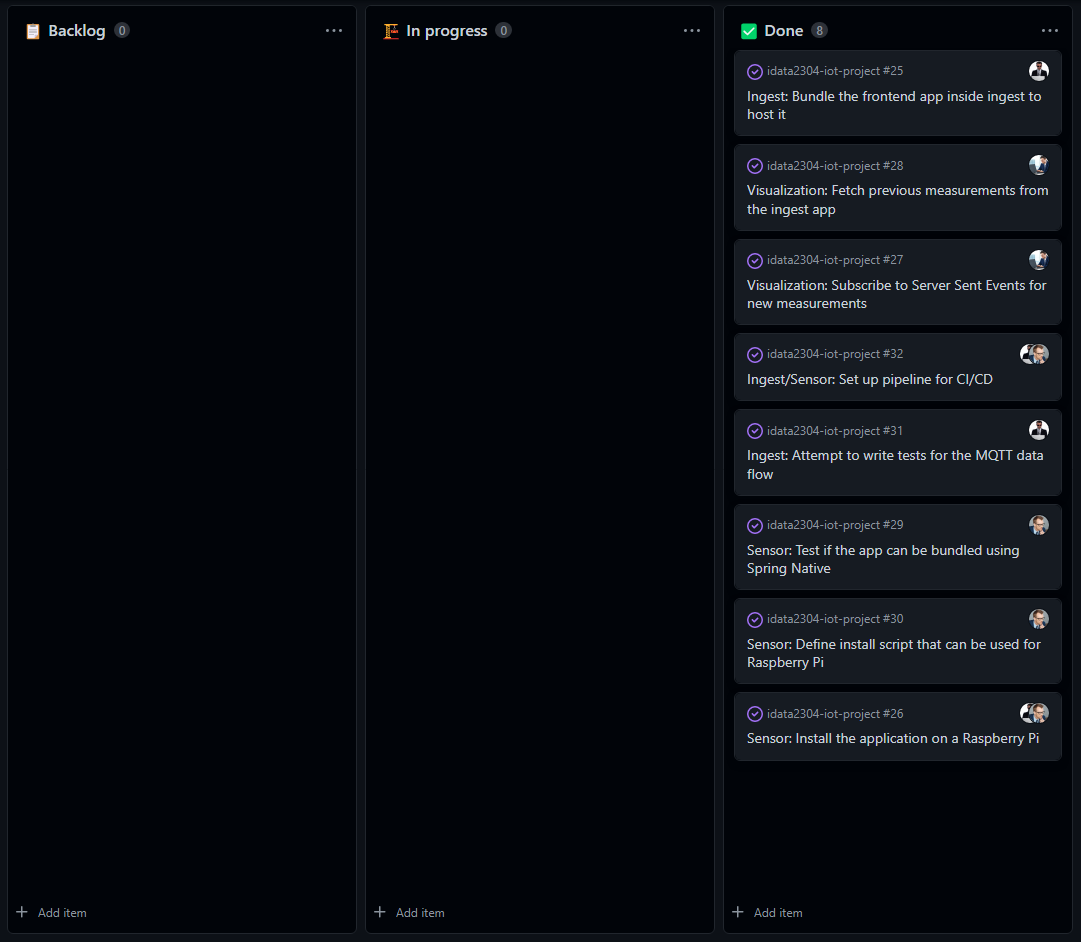 Backlog 0
In progress 0
Done 8
idata2304-iot-project #25
Ingest: Bundle the frontend app inside ingest to
host it
idata2304-iot-project #28
Visualization: Fetch previous measurements from
the ingest app
idata2304-iot-project #27
Visualization: Subscribe to Server Sent Events for
new measurements
idata2304-iot-project #32
Ingest/Sensor: Set up pipeline for CI/CD
idata2304-iot-project #31
Ingest: Attempt to write tests for the MQTT data
flow
idata2304-iot-project #29
Sensor: Test if the app can be bundled using
Spring Native
idata2304-iot-project #30
Sensor: Define install script that can be used for
Raspberry Pi
idata2304-iot-project #26
Sensor: Install the application on a Raspberry Pi
Add item
Add item
Add item